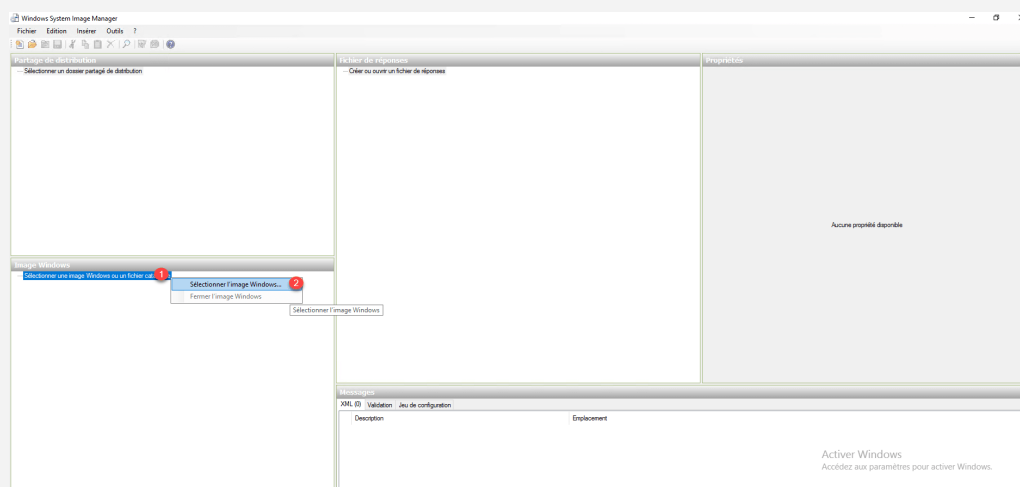 Windows System Image Manager
Fichier Edition Insérer Outils ?
Partage de distribution
Sélectionner un dossier partagé de distribution
Fichier de réponses
Créer ou ouvrir un fichier de réponses
Propriétés
Aucune propriété disponible
Image Windows
Sélectionner une image Windows ou un fichier
1
Sélectionner l'image Windows... 2
Fermer l'image Windows
Sélectionner l'image Windows
Messages
XML (0) Validation Jeu de configuration
Description Emplacement
Activer Windows
Accédez aux paramètres pour activer Windows.